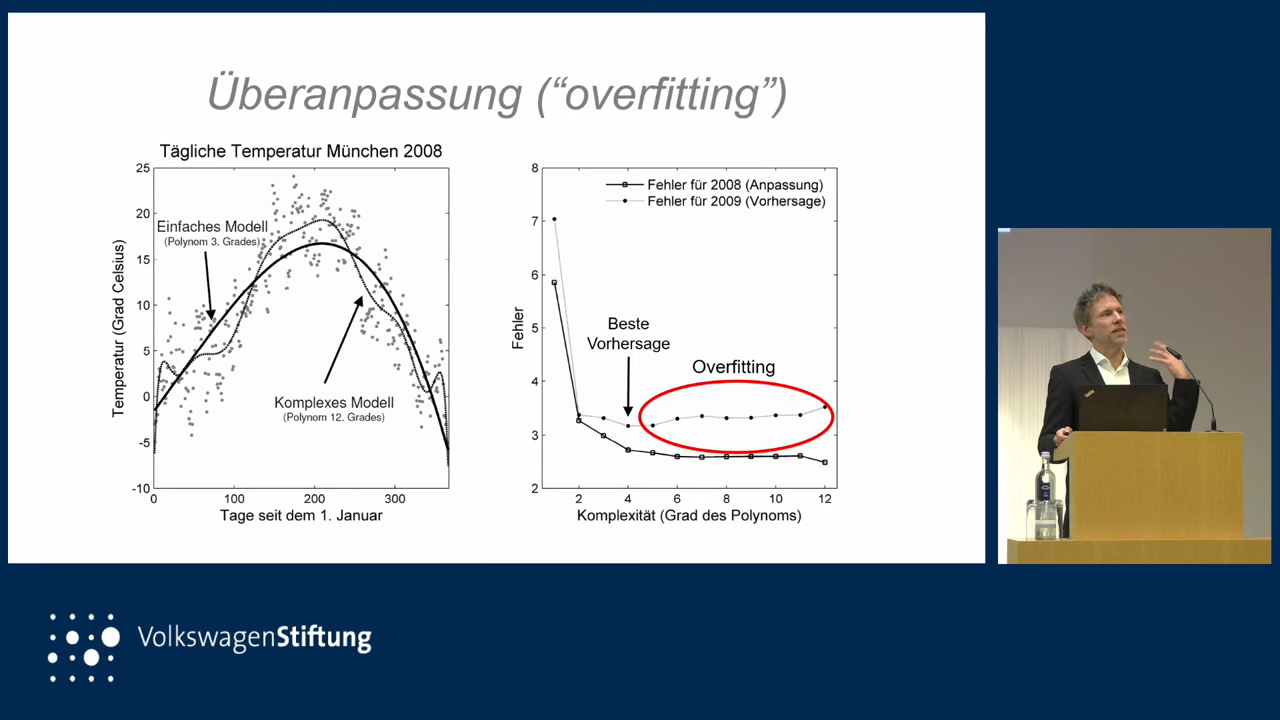 Überanpassung (“overfitting”)
Tägliche Temperatur München 2008
25
20
15
10
5
0
-5
-10
Temperatur (Grad Celsius)
Einfaches Modell
(Polynom 3. Grades)
Komplexes Modell
(Polynom 12. Grades)
0
100
200
300
Tage seit dem 1. Januar
8
7
6
5
4
3
2
Fehler
Fehler für 2008 (Anpassung)
Fehler für 2009 (Vorhersage)
Beste
Vorhersage
Overfitting
2
4
6
8
10
12
Komplexität (Grad des Polynoms)
VolkswagenStiftung